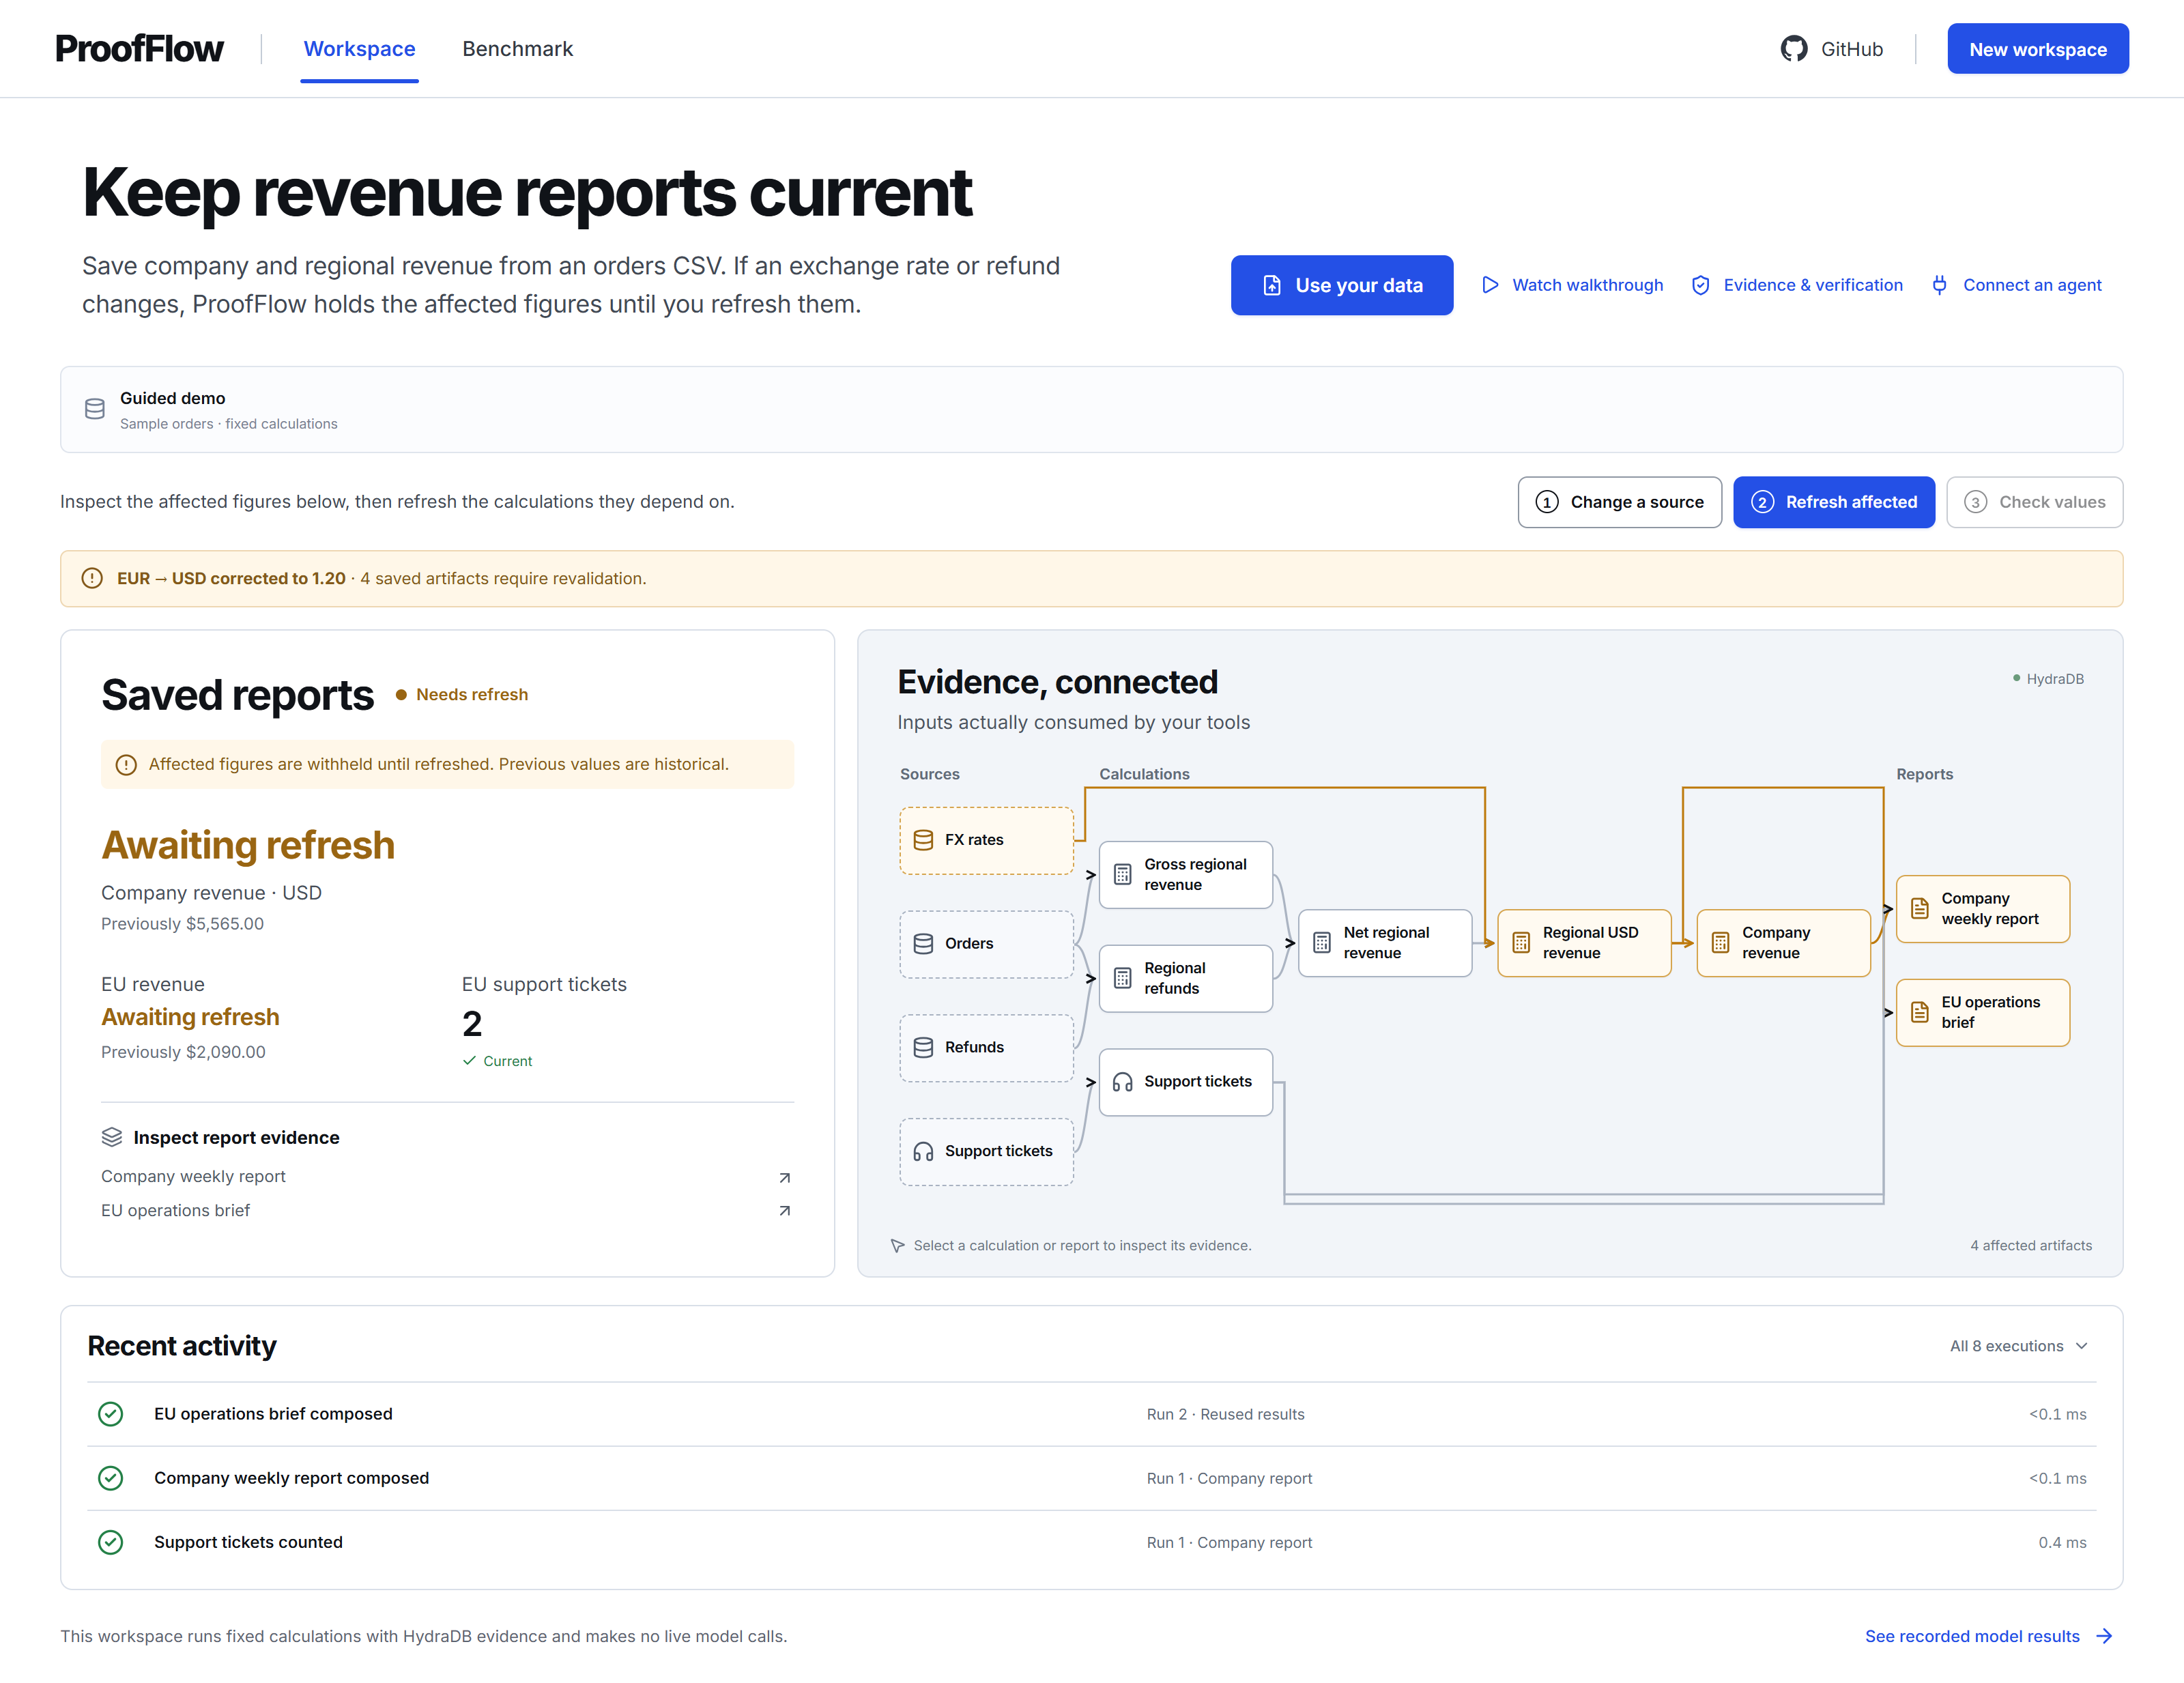 ProofFlow
Workspace
Benchmark
GitHub
New workspace
Keep revenue reports current
Save company and regional revenue from an orders CSV. If an exchange rate or refund
changes, ProofFlow holds the affected figures until you refresh them.
Use your data
Watch walkthrough
Evidence & verification
Connect an agent
Guided demo
Sample orders · fixed calculations
Inspect the affected figures below, then refresh the calculations they depend on.
1 Change a source
2 Refresh affected
3 Check values
EUR → USD corrected to 1.20 · 4 saved artifacts require revalidation.
Saved reports
Needs refresh
Affected figures are withheld until refreshed. Previous values are historical.
Awaiting refresh
Company revenue · USD
Previously $5,565.00
EU revenue
Awaiting refresh
Previously $2,090.00
EU support tickets
2
Current
Inspect report evidence
Company weekly report
EU operations brief
Evidence, connected
HydraDB
Inputs actually consumed by your tools
Sources
Calculations
Reports
FX rates
Orders
Refunds
Support tickets
Gross regional
revenue
Regional
refunds
Support tickets
Net regional
revenue
Regional USD
revenue
Company
revenue
Company
weekly report
EU operations
brief
Select a calculation or report to inspect its evidence.
4 affected artifacts
Recent activity
All 8 executions
EU operations brief composed
Run 2 · Reused results
<0.1 ms
Company weekly report composed
Run 1 · Company report
<0.1 ms
Support tickets counted
Run 1 · Company report
0.4 ms
This workspace runs fixed calculations with HydraDB evidence and makes no live model calls.
See recorded model results